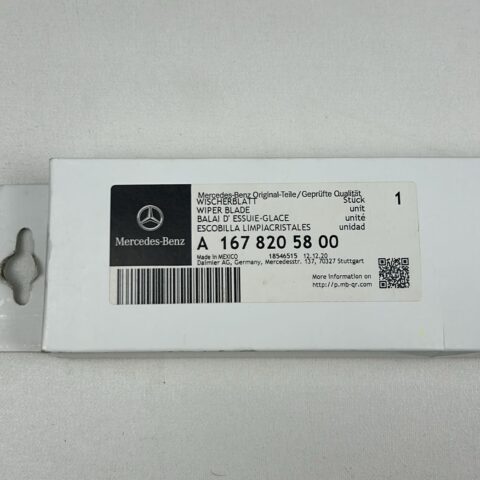 Mercedes-Benz Original-Teile/Geprüfte Qualität
WISCHERBLATT Stück 1
WIPER BLADE unit
BALAI D' ESSUIE-GLACE unité
ESCOBILLA LIMPIACRISTALES unidad
Mercedes-Benz
A 167 820 58 00
Made in MEXICO 18546515 12.12.20
Daimler AG, Germany, Mercedesstr. 137, 70327 Stuttgart
More information on
http://p.mb-qr.com/